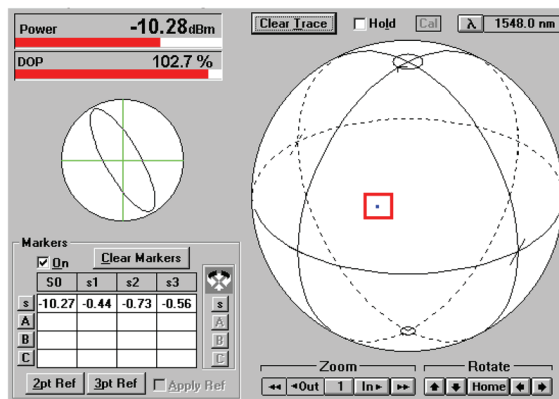 Power -10.28dBm
DOP 102.7 %
Clear Trace Hold Cal λ 1548.0 nm
Markers
On Clear Markers
S0 s1 s2 s3
s -10.27 -0.44 -0.73 -0.56 s
A A
B B
C C
2pt Ref 3pt Ref Apply Ref
Zoom Rotate
◄◄ ◄Out 1 In► ►► Home